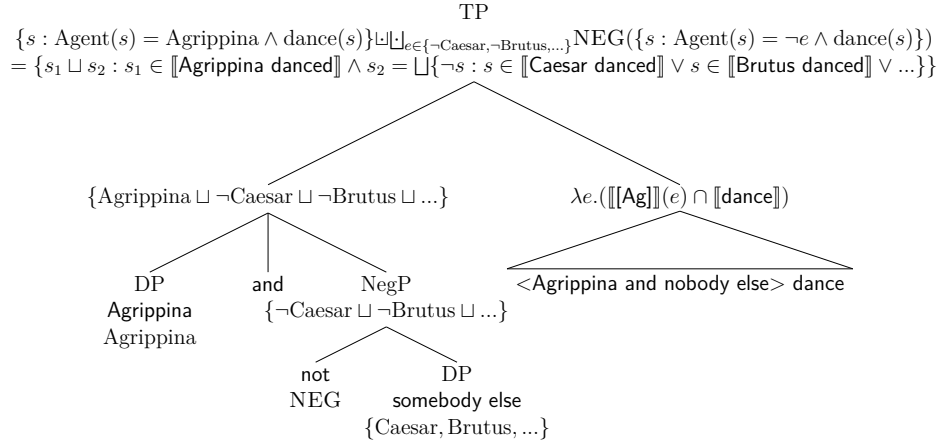 TP
{s : Agent(s) = Agrippina ∧ dance(s)}⊡⨆·_{e∈{¬Caesar,¬Brutus,...}}NEG({s : Agent(s) = ¬e ∧ dance(s)})
= {s₁ ⊔ s₂ : s₁ ∈ ⟦Agrippina danced⟧ ∧ s₂ = ⨆{¬s : s ∈ ⟦Caesar danced⟧ ∨ s ∈ ⟦Brutus danced⟧ ∨ ...}}
{Agrippina ⊔ ¬Caesar ⊔ ¬Brutus ⊔ ...} λe.(⟦[Ag]⟧(e) ∩ ⟦dance⟧)
DP and NegP <Agrippina and nobody else> dance
Agrippina {¬Caesar ⊔ ¬Brutus ⊔ ...}
Agrippina
not DP
NEG somebody else
{Caesar, Brutus, ...}